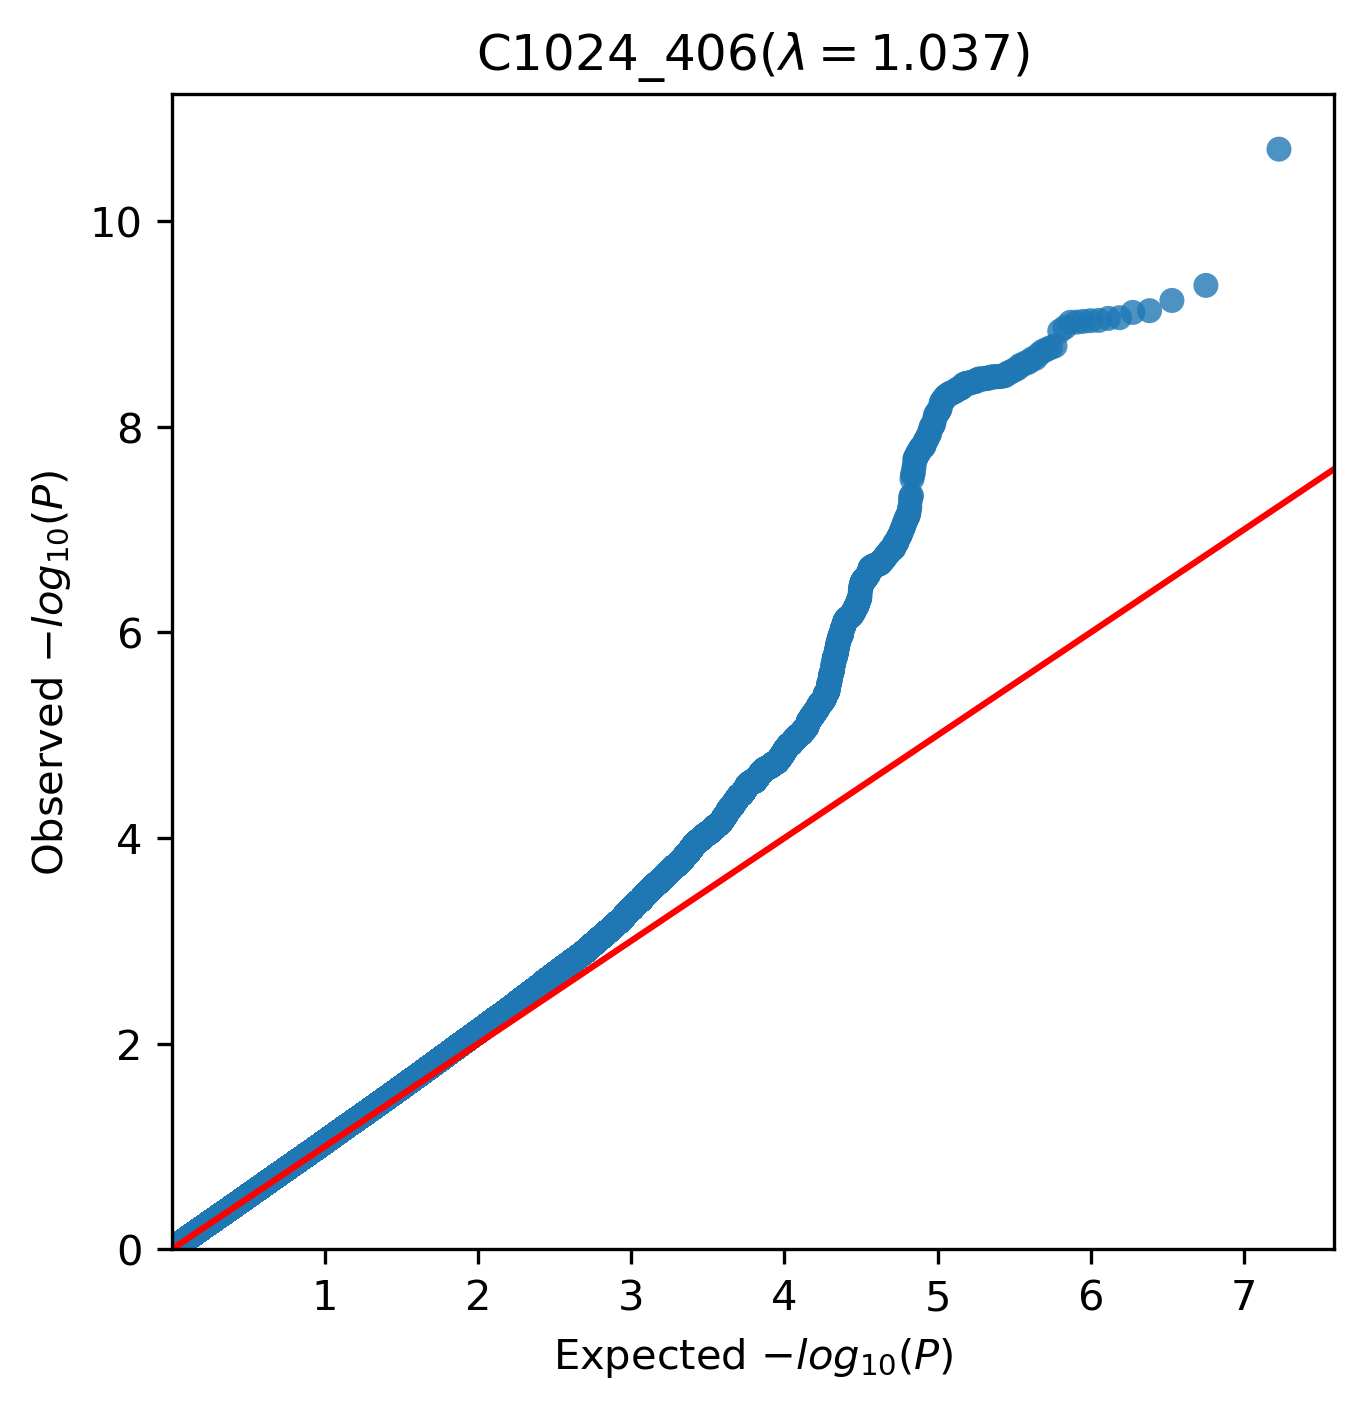 C1024_406(λ = 1.037)
10
8
6
4
2
0
Observed −log₁₀(P)
1 2 3 4 5 6 7
Expected −log₁₀(P)